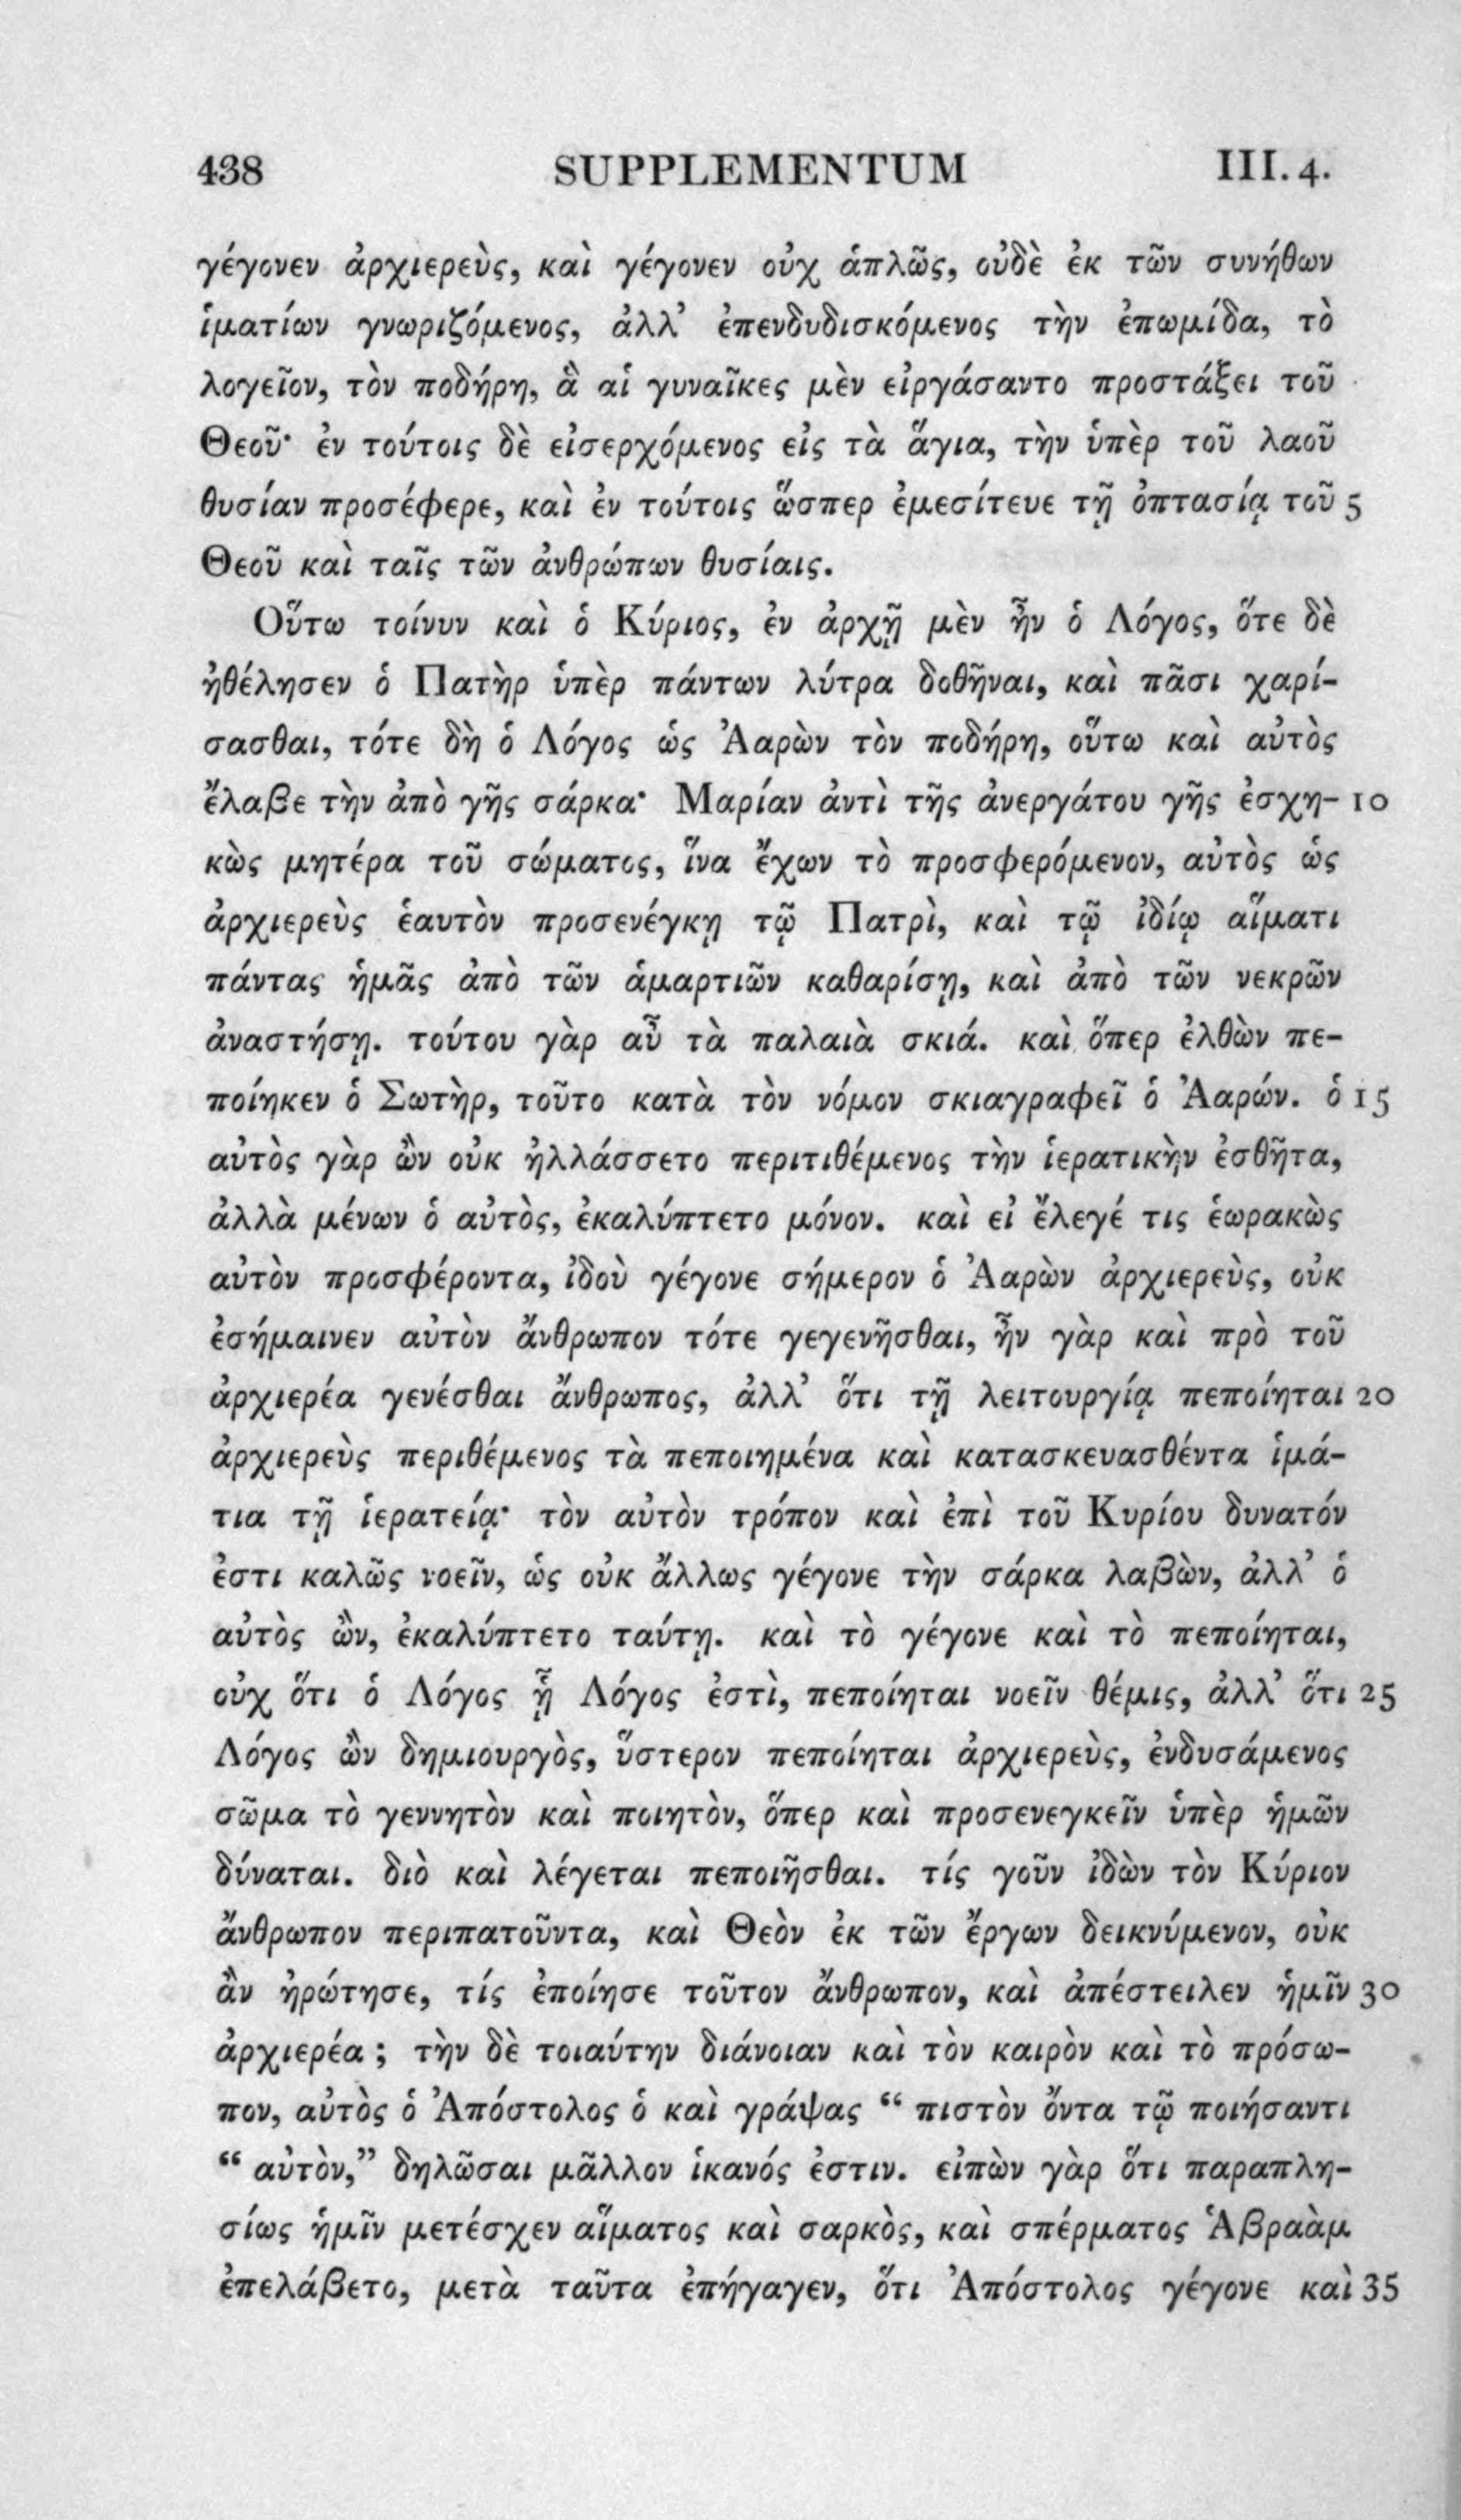 438 SUPPLEMENTUM III. 4.
γέγονεν ἀρχιερεὺς, καὶ γέγονεν οὐχ ἁπλῶς, οὐδὲ ἐκ τῶν συνήθων
ἱματίων γνωριζόμενος, ἀλλ’ ἐπενδυδισκόμενος τὴν ἐπωμίδα, τὸ
λογεῖον, τὸν ποδήρη, ἃ αἱ γυναῖκες μὲν εἰργάσαντο προστάξει τοῦ
Θεοῦ· ἐν τούτοις δὲ εἰσερχόμενος εἰς τὰ ἅγια, τὴν ὑπὲρ τοῦ λαοῦ
θυσίαν προσέφερε, καὶ ἐν τούτοις ὥσπερ ἐμεσίτευε τῇ ὀπτασίᾳ τοῦ 5
Θεοῦ καὶ ταῖς τῶν ἀνθρώπων θυσίαις.
Οὕτω τοίνυν καὶ ὁ Κύριος, ἐν ἀρχῇ μὲν ἦν ὁ Λόγος, ὅτε δὲ
ἠθέλησεν ὁ Πατὴρ ὑπὲρ πάντων λύτρα δοθῆναι, καὶ πᾶσι χαρί-
σασθαι, τότε δὴ ὁ Λόγος ὡς Ἀαρὼν τὸν ποδήρη, οὕτω καὶ αὐτὸς
ἔλαβε τὴν ἀπὸ γῆς σάρκα· Μαρίαν ἀντὶ τῆς ἀνεργάτου γῆς ἐσχη- 10
κὼς μητέρα τοῦ σώματος, ἵνα ἔχων τὸ προσφερόμενον, αὐτὸς ὡς
ἀρχιερεὺς ἑαυτὸν προσενέγκῃ τῷ Πατρὶ, καὶ τῷ ἰδίῳ αἵματι
πάντας ἡμᾶς ἀπὸ τῶν ἁμαρτιῶν καθαρίσῃ, καὶ ἀπὸ τῶν νεκρῶν
ἀναστήσῃ. τούτου γὰρ αὖ τὰ παλαιὰ σκιά. καὶ ὅπερ ἐλθὼν πε-
ποίηκεν ὁ Σωτὴρ, τοῦτο κατὰ τὸν νόμον σκιαγραφεῖ ὁ Ἀαρών. ὁ 15
αὐτὸς γὰρ ὢν οὐκ ἠλλάσσετο περιτιθέμενος τὴν ἱερατικὴν ἐσθῆτα,
ἀλλὰ μένων ὁ αὐτὸς, ἐκαλύπτετο μόνον. καὶ εἰ ἔλεγέ τις ἑωρακὼς
αὐτὸν προσφέροντα, ἰδοὺ γέγονε σήμερον ὁ Ἀαρὼν ἀρχιερεὺς, οὐκ
ἐσήμαινεν αὐτὸν ἄνθρωπον τότε γεγενῆσθαι, ἦν γὰρ καὶ πρὸ τοῦ
ἀρχιερέα γενέσθαι ἄνθρωπος, ἀλλ’ ὅτι τῇ λειτουργίᾳ πεποίηται 20
ἀρχιερεὺς περιθέμενος τὰ πεποιημένα καὶ κατασκευασθέντα ἱμά-
τια τῇ ἱερατείᾳ· τὸν αὐτὸν τρόπον καὶ ἐπὶ τοῦ Κυρίου δυνατόν
ἐστι καλῶς νοεῖν, ὡς οὐκ ἄλλως γέγονε τὴν σάρκα λαβὼν, ἀλλ’ ὁ
αὐτὸς ὢν, ἐκαλύπτετο ταύτῃ. καὶ τὸ γέγονε καὶ τὸ πεποίηται,
οὐχ ὅτι ὁ Λόγος ᾗ Λόγος ἐστὶ, πεποίηται νοεῖν θέμις, ἀλλ’ ὅτι 25
Λόγος ὢν δημιουργὸς, ὕστερον πεποίηται ἀρχιερεὺς, ἐνδυσάμενος
σῶμα τὸ γεννητὸν καὶ ποιητὸν, ὅπερ καὶ προσενεγκεῖν ὑπὲρ ἡμῶν
δύναται. διὸ καὶ λέγεται πεποιῆσθαι. τίς γοῦν ἰδὼν τὸν Κύριον
ἄνθρωπον περιπατοῦντα, καὶ Θεὸν ἐκ τῶν ἔργων δεικνύμενον, οὐκ
ἂν ἠρώτησε, τίς ἐποίησε τοῦτον ἄνθρωπον, καὶ ἀπέστειλεν ἡμῖν 30
ἀρχιερέα ; τὴν δὲ τοιαύτην διάνοιαν καὶ τὸν καιρὸν καὶ τὸ πρόσω-
πον, αὐτὸς ὁ Ἀπόστολος ὁ καὶ γράψας “ πιστὸν ὄντα τῷ ποιήσαντι
“ αὐτὸν,” δηλῶσαι μᾶλλον ἱκανός ἐστιν. εἰπὼν γὰρ ὅτι παραπλη-
σίως ἡμῖν μετέσχεν αἵματος καὶ σαρκὸς, καὶ σπέρματος Ἁβραὰμ
ἐπελάβετο, μετὰ ταῦτα ἐπήγαγεν, ὅτι Ἀπόστολος γέγονε καὶ 35